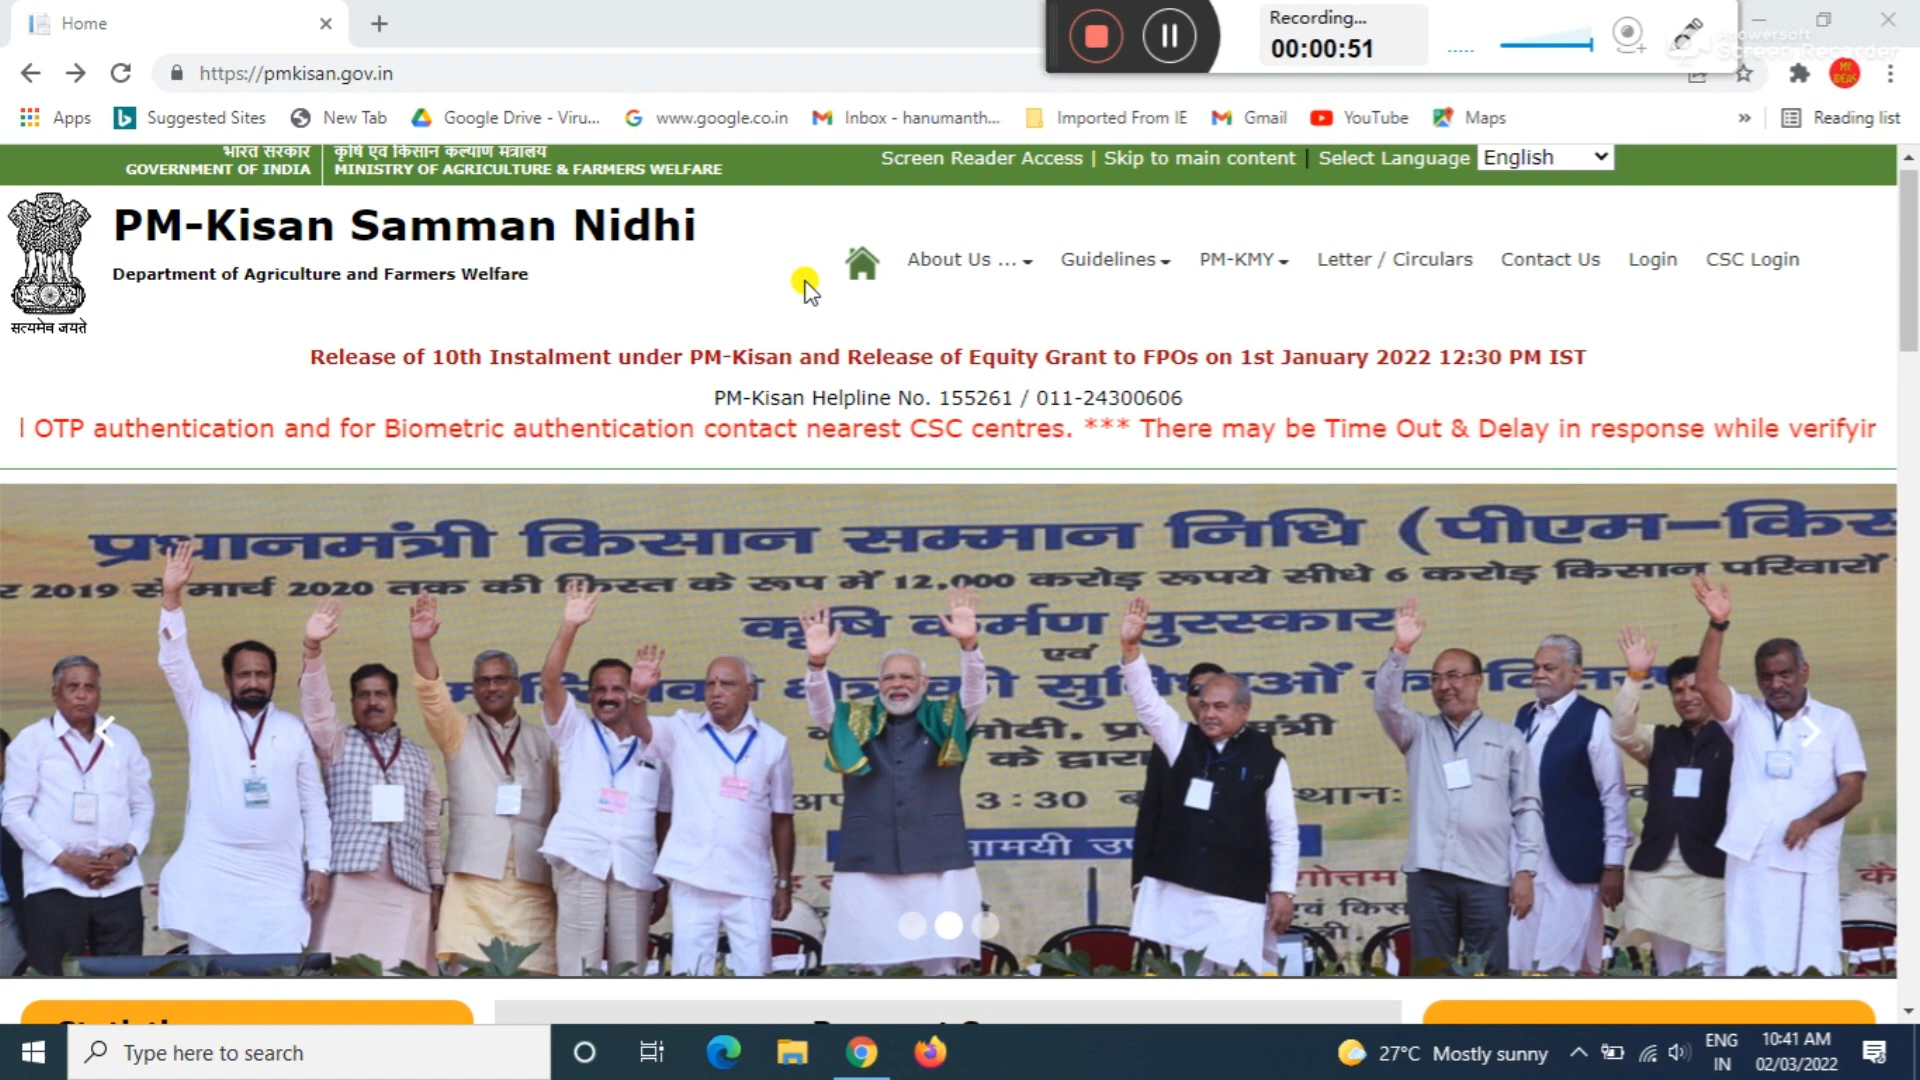 Home
Recording...
00:00:51
Apowersoft
Screen Recorder
https://pmkisan.gov.in
MY
IDEAS
Apps
Suggested Sites
New Tab
Google Drive - Viru...
www.google.co.in
Inbox - hanumanth...
Imported From IE
Gmail
YouTube
Maps
»
Reading list
भारत सरकार
कृषि एवं किसान कल्याण मंत्रालय
GOVERNMENT OF INDIA
MINISTRY OF AGRICULTURE & FARMERS WELFARE
Screen Reader Access | Skip to main content | Select Language English
PM-Kisan Samman Nidhi
Department of Agriculture and Farmers Welfare
सत्यमेव जयते
About Us ...
Guidelines
PM-KMY
Letter / Circulars
Contact Us
Login
CSC Login
Release of 10th Instalment under PM-Kisan and Release of Equity Grant to FPOs on 1st January 2022 12:30 PM IST
PM-Kisan Helpline No. 155261 / 011-24300606
OTP authentication and for Biometric authentication contact nearest CSC centres. *** There may be Time Out & Delay in response while verifyin
प्रधानमंत्री किसान सम्मान निधि (पीएम-किस
2019 से मार्च 2020 तक की किस्त के रूप में 12,000 करोड़ रूपये सीधे 6 करोड़ किसान परिवारों
कृषि कर्मण पुरस्कार
एवं
की सुविधाओं का वितरण
मोदी,
के द्वारा
3:30
स्थान:
Type here to search
27°C Mostly sunny
ENG
IN
10:41 AM
02/03/2022